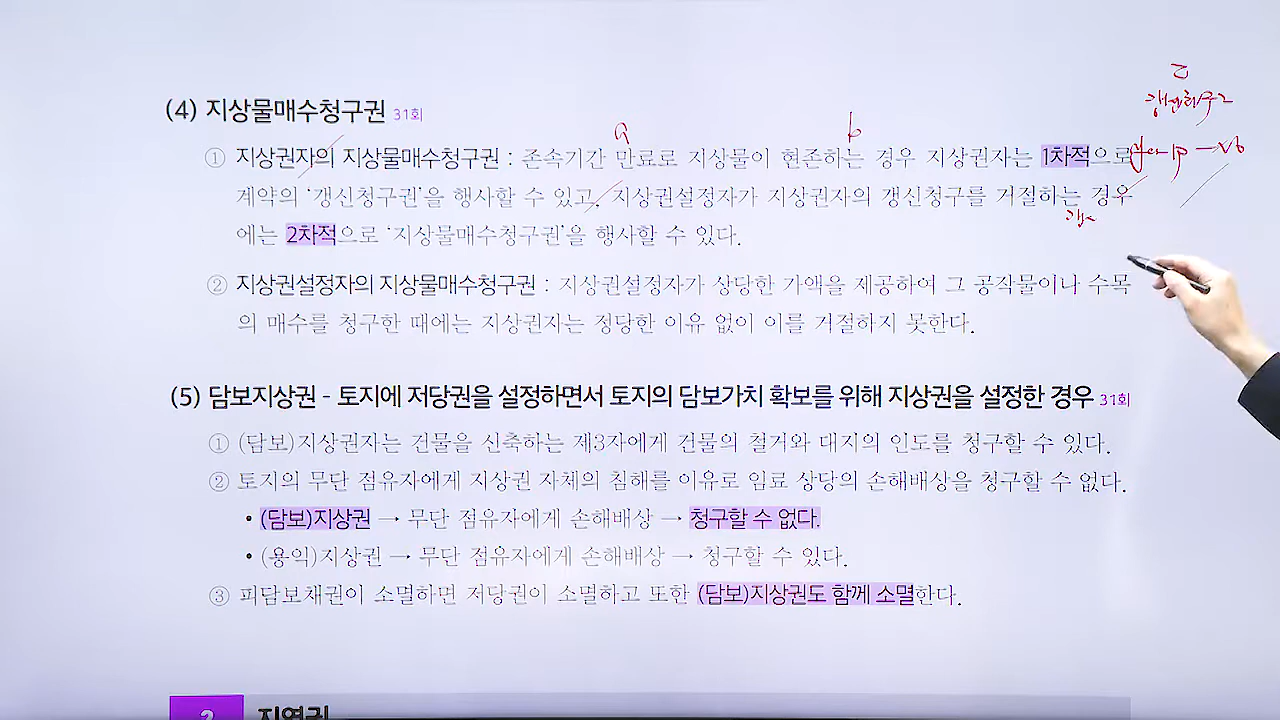 (4) 지상물매수청구권 31회
① 지상권자의 지상물매수청구권 : 존속기간 만료로 지상물이 현존하는 경우 지상권자는 1차적으로
계약의 ‘갱신청구권’을 행사할 수 있고, 지상권설정자가 지상권자의 갱신청구를 거절하는 경우
에는 2차적으로 ‘지상물매수청구권’을 행사할 수 있다.
② 지상권설정자의 지상물매수청구권 : 지상권설정자가 상당한 가액을 제공하여 그 공작물이나 수목
의 매수를 청구한 때에는 지상권자는 정당한 이유 없이 이를 거절하지 못한다.
(5) 담보지상권 - 토지에 저당권을 설정하면서 토지의 담보가치 확보를 위해 지상권을 설정한 경우 31회
① (담보)지상권자는 건물을 신축하는 제3자에게 건물의 철거와 대지의 인도를 청구할 수 있다.
② 토지의 무단 점유자에게 지상권 자체의 침해를 이유로 임료 상당의 손해배상을 청구할 수 없다.
• (담보)지상권 → 무단 점유자에게 손해배상 → 청구할 수 없다.
• (용익)지상권 → 무단 점유자에게 손해배상 → 청구할 수 있다.
③ 피담보채권이 소멸하면 저당권이 소멸하고 또한 (담보)지상권도 함께 소멸한다.
2 지역권